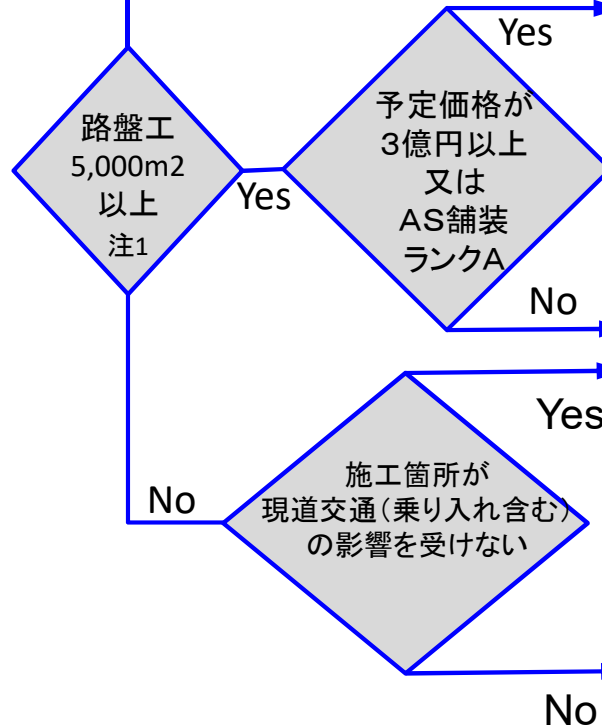 路盤工
5,000m2
以上
注1
Yes
予定価格が
3億円以上
又は
AS舗装
ランクA
Yes
No
No
施工箇所が
現道交通(乗り入れ含む)
の影響を受けない
Yes
No